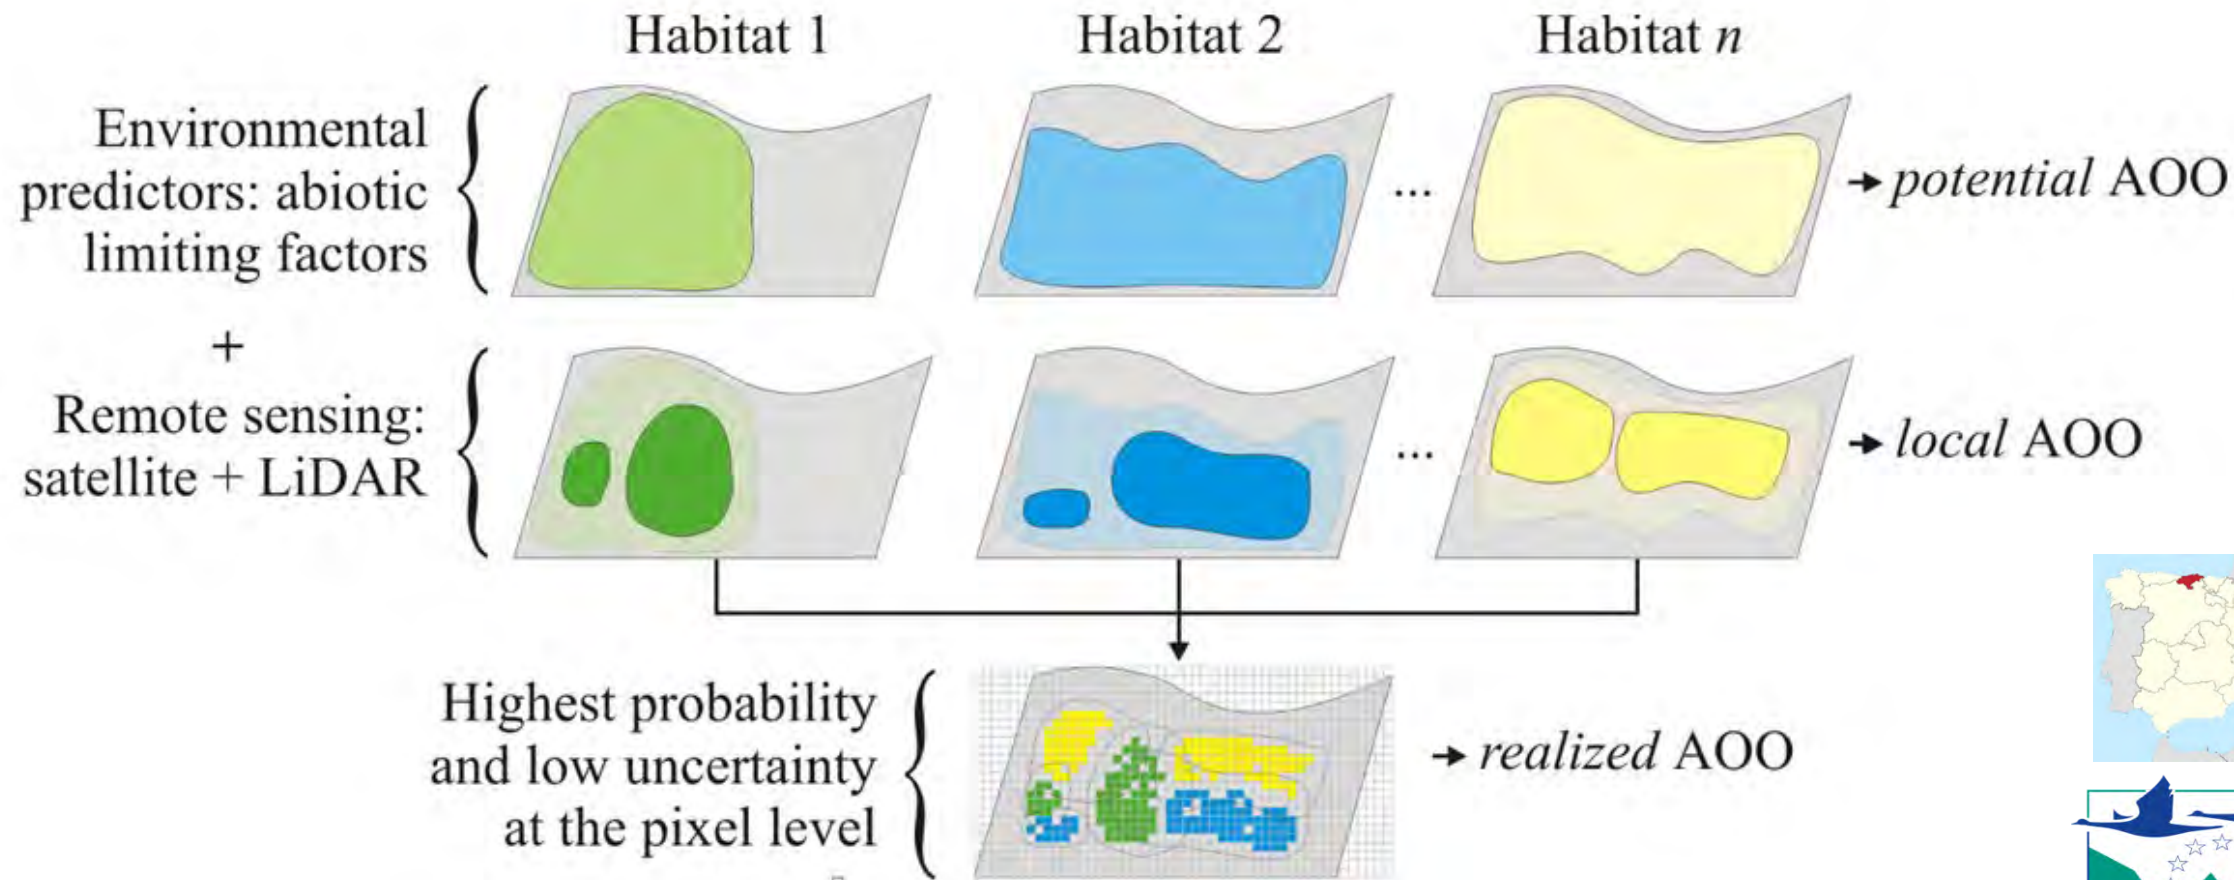 Habitat 1
Habitat 2
Habitat n
Environmental
predictors: abiotic
limiting factors
...
→ potential AOO
+
Remote sensing:
satellite + LiDAR
...
→ local AOO
Highest probability
and low uncertainty
at the pixel level
→ realized AOO